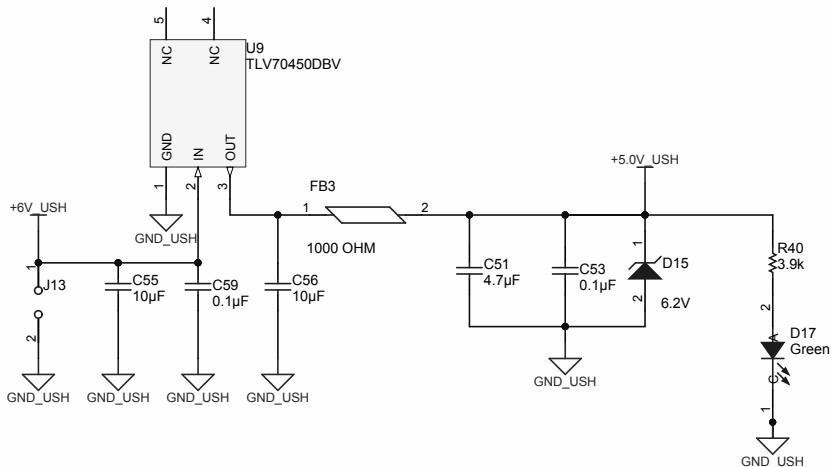 5
4
NC
NC
U9
TLV70450DBV
GND
IN
OUT
1
2
3
GND_USH
+6V_USH
1
J13
2
GND_USH
C55
10µF
GND_USH
C59
0.1µF
GND_USH
C56
10µF
GND_USH
FB3
1
2
1000 OHM
C51
4.7µF
C53
0.1µF
GND_USH
+5.0V_USH
1
D15
2
6.2V
R40
3.9k
2
A
D17
Green
C
1
GND_USH